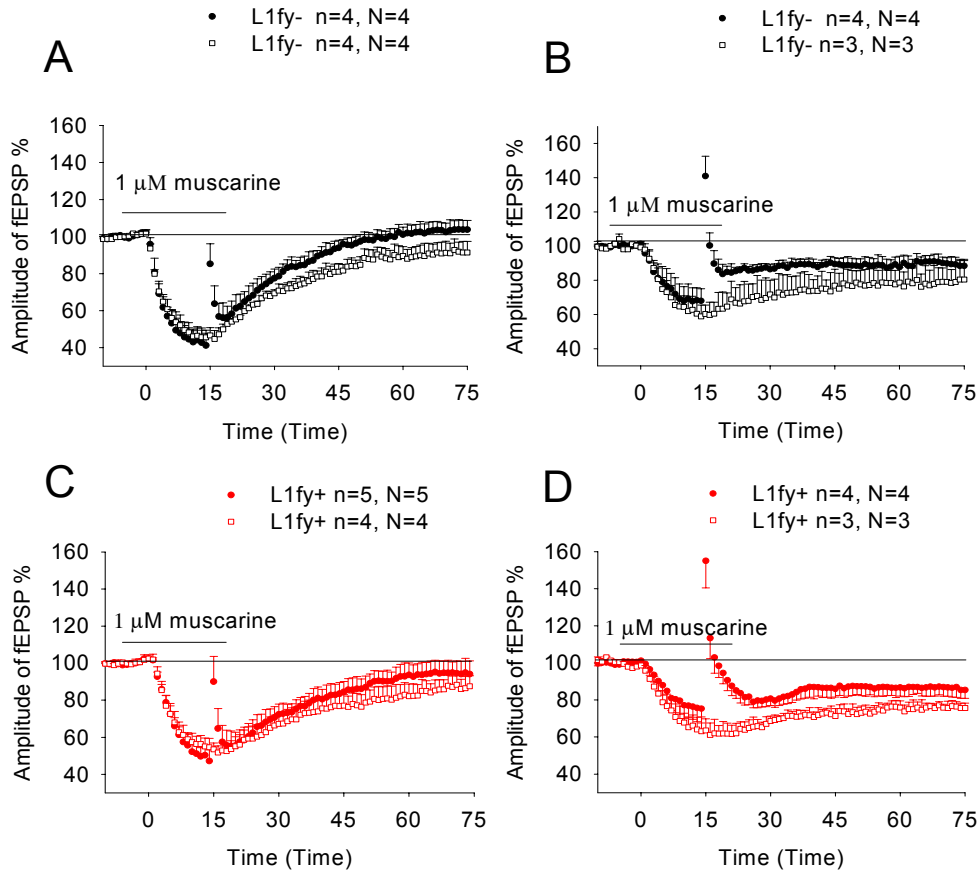 A
L1fy- n=4, N=4
L1fy- n=4, N=4
Amplitude of fEPSP %
160
140
120
100
80
60
40
1 μM muscarine
0 15 30 45 60 75
Time (Time)
B
L1fy- n=4, N=4
L1fy- n=3, N=3
Amplitude of fEPSP %
160
140
120
100
80
60
40
1 μM muscarine
0 15 30 45 60 75
Time (Time)
C
L1fy+ n=5, N=5
L1fy+ n=4, N=4
Amplitude of fEPSP %
160
140
120
100
80
60
40
1 μM muscarine
0 15 30 45 60 75
Time (Time)
D
L1fy+ n=4, N=4
L1fy+ n=3, N=3
Amplitude of fEPSP %
160
140
120
100
80
60
40
1 μM muscarine
0 15 30 45 60 75
Time (Time)